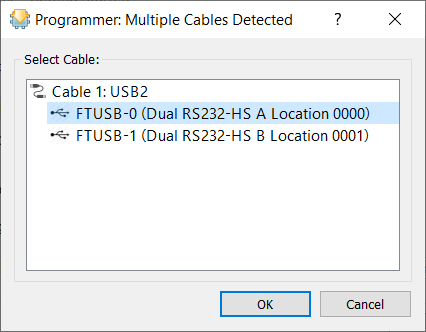 Programmer: Multiple Cables Detected
?
Select Cable:
Cable 1: USB2
FTUSB-0 (Dual RS232-HS A Location 0000)
FTUSB-1 (Dual RS232-HS B Location 0001)
OK
Cancel